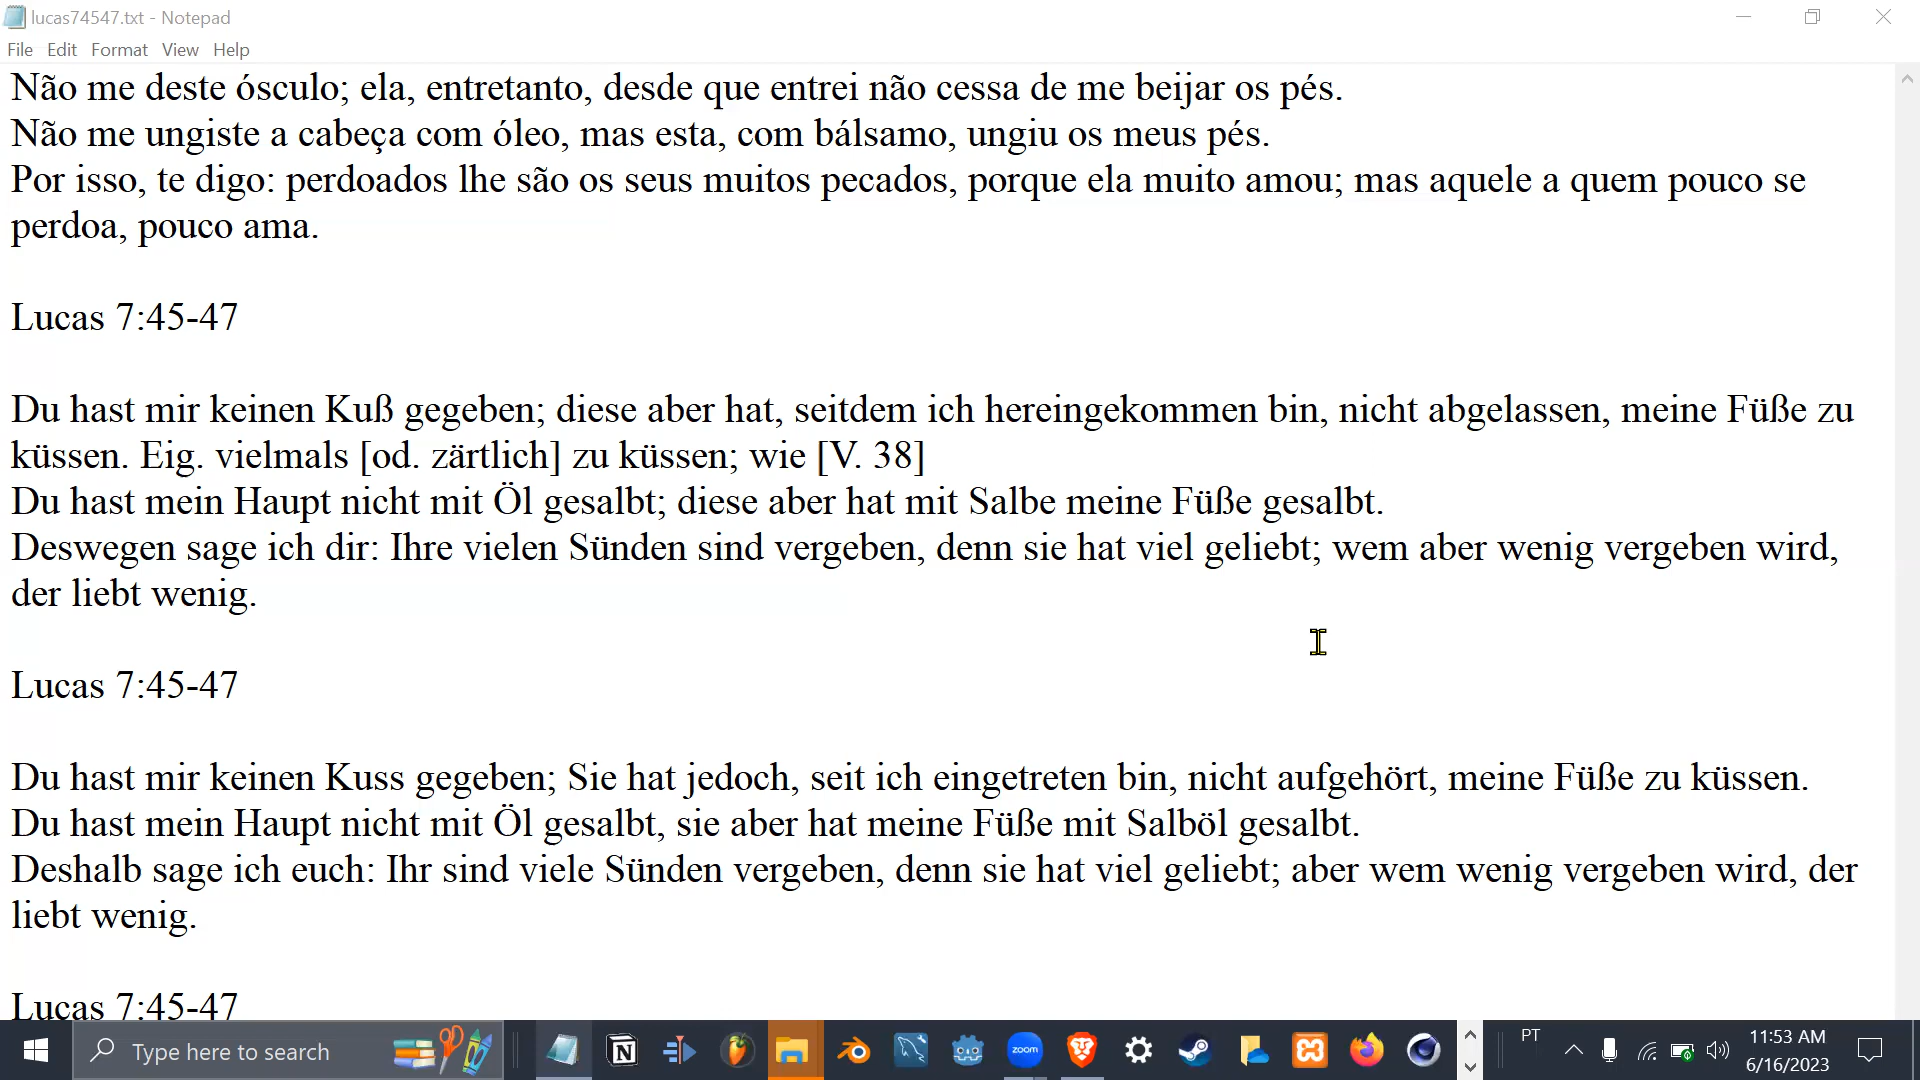 lucas74547.txt - Notepad
File Edit Format View Help
Não me deste ósculo; ela, entretanto, desde que entrei não cessa de me beijar os pés.
Não me ungiste a cabeça com óleo, mas esta, com bálsamo, ungiu os meus pés.
Por isso, te digo: perdoados lhe são os seus muitos pecados, porque ela muito amou; mas aquele a quem pouco se
perdoa, pouco ama.
Lucas 7:45-47
Du hast mir keinen Kuß gegeben; diese aber hat, seitdem ich hereingekommen bin, nicht abgelassen, meine Füße zu
küssen. Eig. vielmals [od. zärtlich] zu küssen; wie [V. 38]
Du hast mein Haupt nicht mit Öl gesalbt; diese aber hat mit Salbe meine Füße gesalbt.
Deswegen sage ich dir: Ihre vielen Sünden sind vergeben, denn sie hat viel geliebt; wem aber wenig vergeben wird,
der liebt wenig.
Lucas 7:45-47
Du hast mir keinen Kuss gegeben; Sie hat jedoch, seit ich eingetreten bin, nicht aufgehört, meine Füße zu küssen.
Du hast mein Haupt nicht mit Öl gesalbt, sie aber hat meine Füße mit Salböl gesalbt.
Deshalb sage ich euch: Ihr sind viele Sünden vergeben, denn sie hat viel geliebt; aber wem wenig vergeben wird, der
liebt wenig.
Lucas 7:45-47
Type here to search
zoom
PT
11:53 AM
6/16/2023